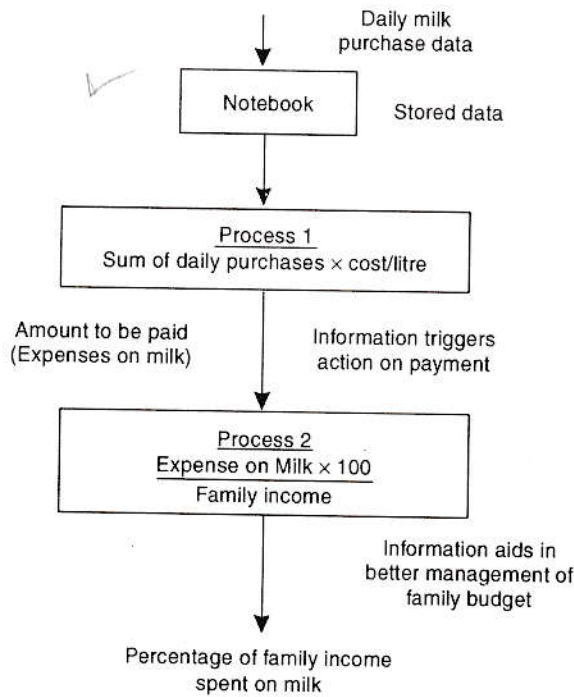 Daily milk
purchase data
Notebook
Stored data
Process 1
Sum of daily purchases × cost/litre
Amount to be paid
(Expenses on milk)
Information triggers
action on payment
Process 2
Expense on Milk × 100
Family income
Information aids in
better management of
family budget
Percentage of family income
spent on milk